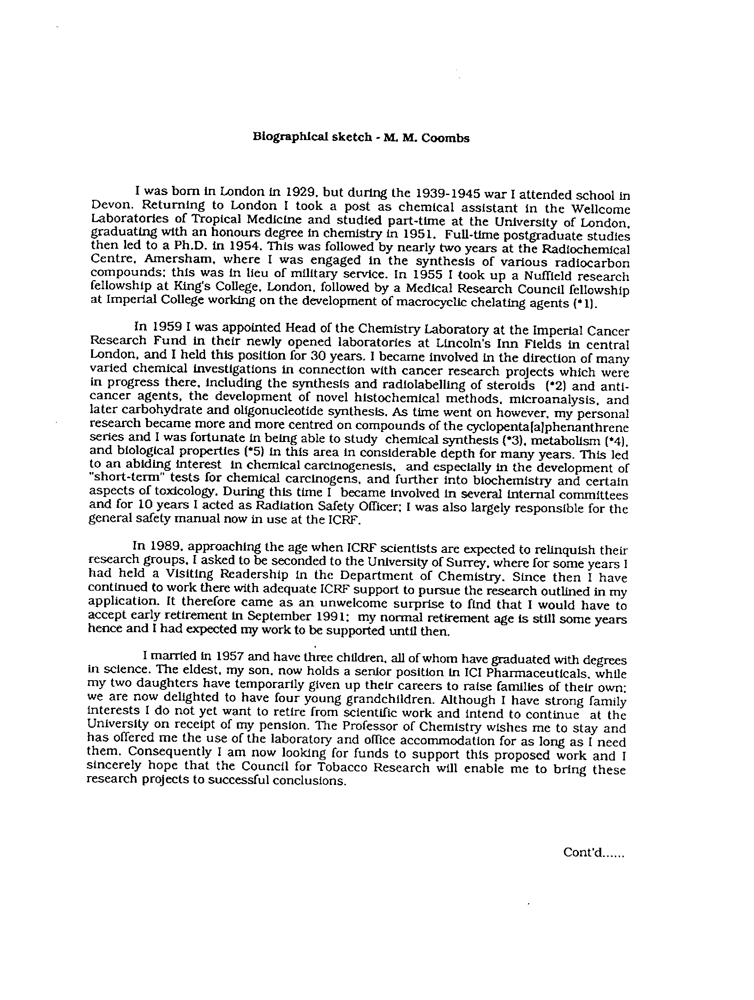 Biographical sketch - M. M. Coombs
I was born in London in 1929, but during the 1939-1945 war I attended school in
Devon. Returning to London I took a post as chemical assistant in the Wellcome
Laboratories of Tropical Medicine and studied part-time at the University of London,
graduating with an honours degree in chemistry in 1951. Full-time postgraduate studies
then led to a Ph.D. in 1954. This was followed by nearly two years at the Radiochemical
Centre, Amersham, where I was engaged in the synthesis of various radiocarbon
compounds; this was in lieu of military service. In 1955 I took up a Nuffield research
fellowship at King's College, London, followed by a Medical Research Council fellowship
at Imperial College working on the development of macrocyclic chelating agents (*1).
In 1959 I was appointed Head of the Chemistry Laboratory at the Imperial Cancer
Research Fund in their newly opened laboratories at Lincoln's Inn Fields in central
London, and I held this position for 30 years. I became involved in the direction of many
varied chemical investigations in connection with cancer research projects which were
in progress there, including the synthesis and radiolabelling of steroids (*2) and anti-
cancer agents, the development of novel histochemical methods, microanalysis, and
later carbohydrate and oligonucleotide synthesis. As time went on however, my personal
research became more and more centred on compounds of the cyclopenta[a]phenanthrene
series and I was fortunate in being able to study chemical synthesis (*3), metabolism (*4),
and biological properties (*5) in this area in considerable depth for many years. This led
to an abiding interest in chemical carcinogenesis, and especially in the development of
"short-term" tests for chemical carcinogens, and further into biochemistry and certain
aspects of toxicology. During this time I became involved in several internal committees
and for 10 years I acted as Radiation Safety Officer; I was also largely responsible for the
general safety manual now in use at the ICRF.
In 1989, approaching the age when ICRF scientists are expected to relinquish their
research groups, I asked to be seconded to the University of Surrey, where for some years I
had held a Visiting Readership in the Department of Chemistry. Since then I have
continued to work there with adequate ICRF support to pursue the research outlined in my
application. It therefore came as an unwelcome surprise to find that I would have to
accept early retirement in September 1991; my normal retirement age is still some years
hence and I had expected my work to be supported until then.
I married in 1957 and have three children, all of whom have graduated with degrees
in science. The eldest, my son, now holds a senior position in ICI Pharmaceuticals, while
my two daughters have temporarily given up their careers to raise families of their own;
we are now delighted to have four young grandchildren. Although I have strong family
interests I do not yet want to retire from scientific work and intend to continue at the
University on receipt of my pension. The Professor of Chemistry wishes me to stay and
has offered me the use of the laboratory and office accommodation for as long as I need
them. Consequently I am now looking for funds to support this proposed work and I
sincerely hope that the Council for Tobacco Research will enable me to bring these
research projects to successful conclusions.
Cont'd......